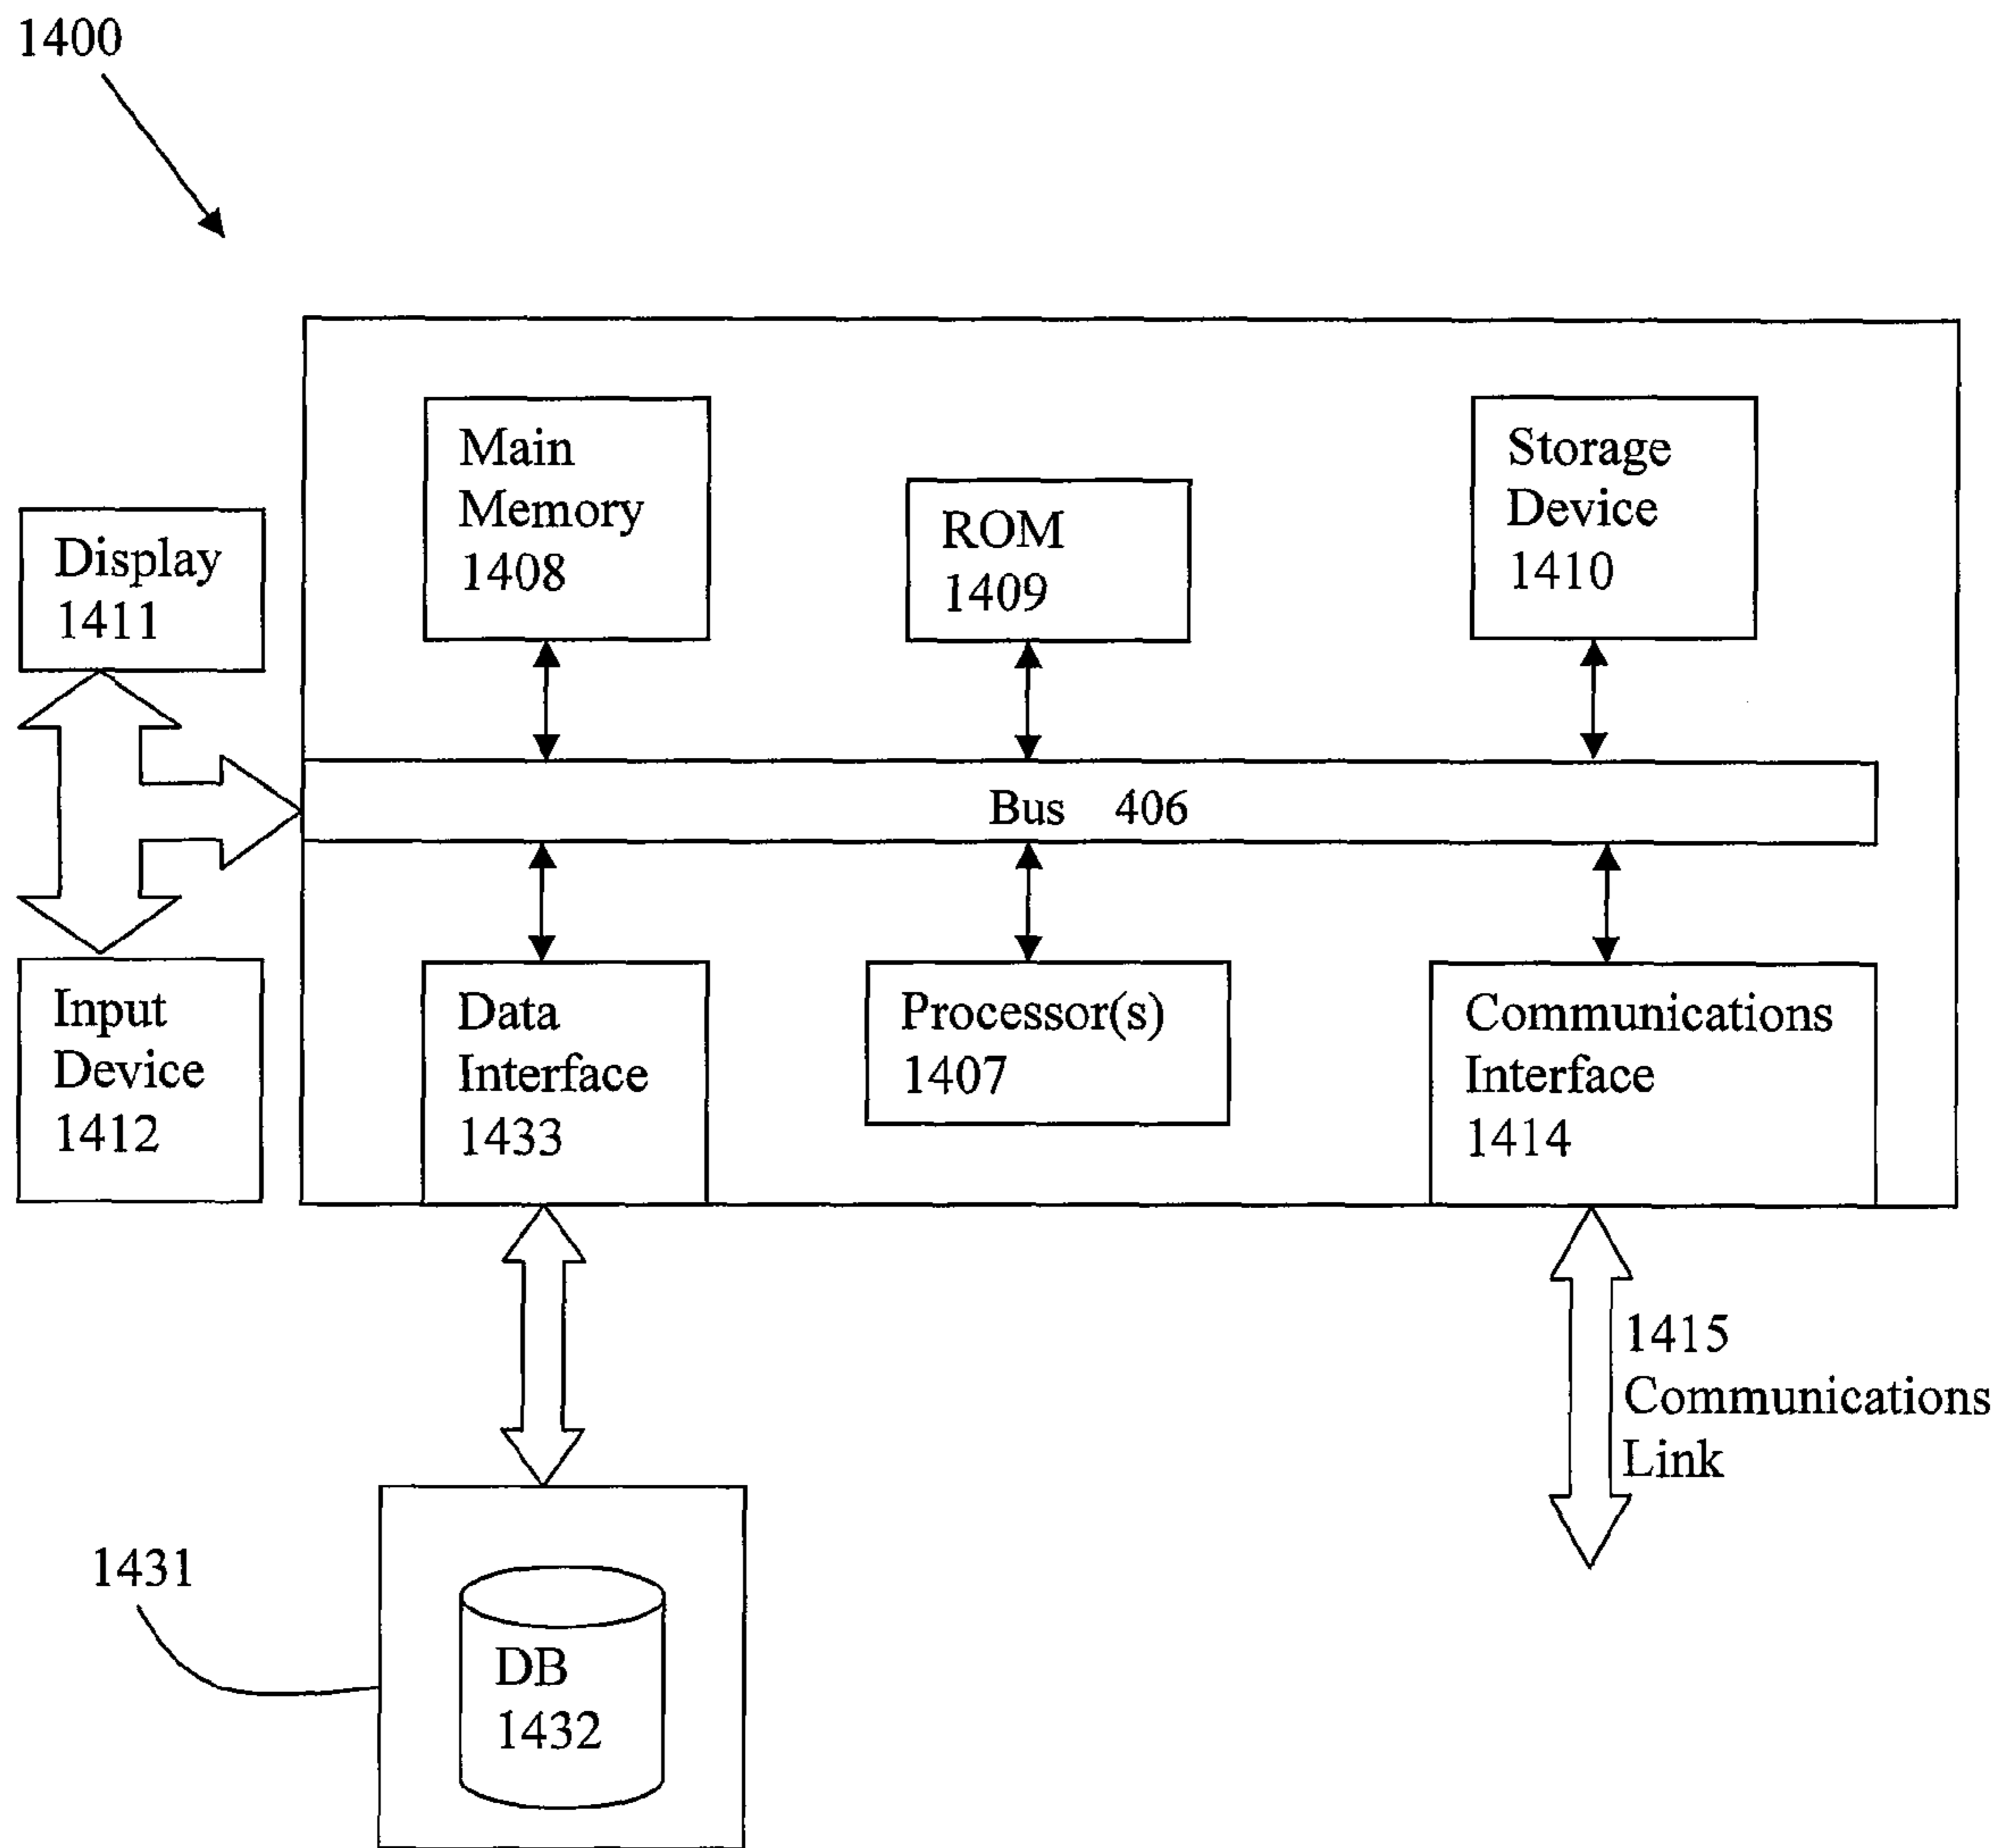 1400
Main
Memory
1408
ROM
1409
Storage
Device
1410
Display
1411
Bus 406
Input
Device
1412
Data
Interface
1433
Processor(s)
1407
Communications
Interface
1414
1415
Communications
Link
1431
DB
1432